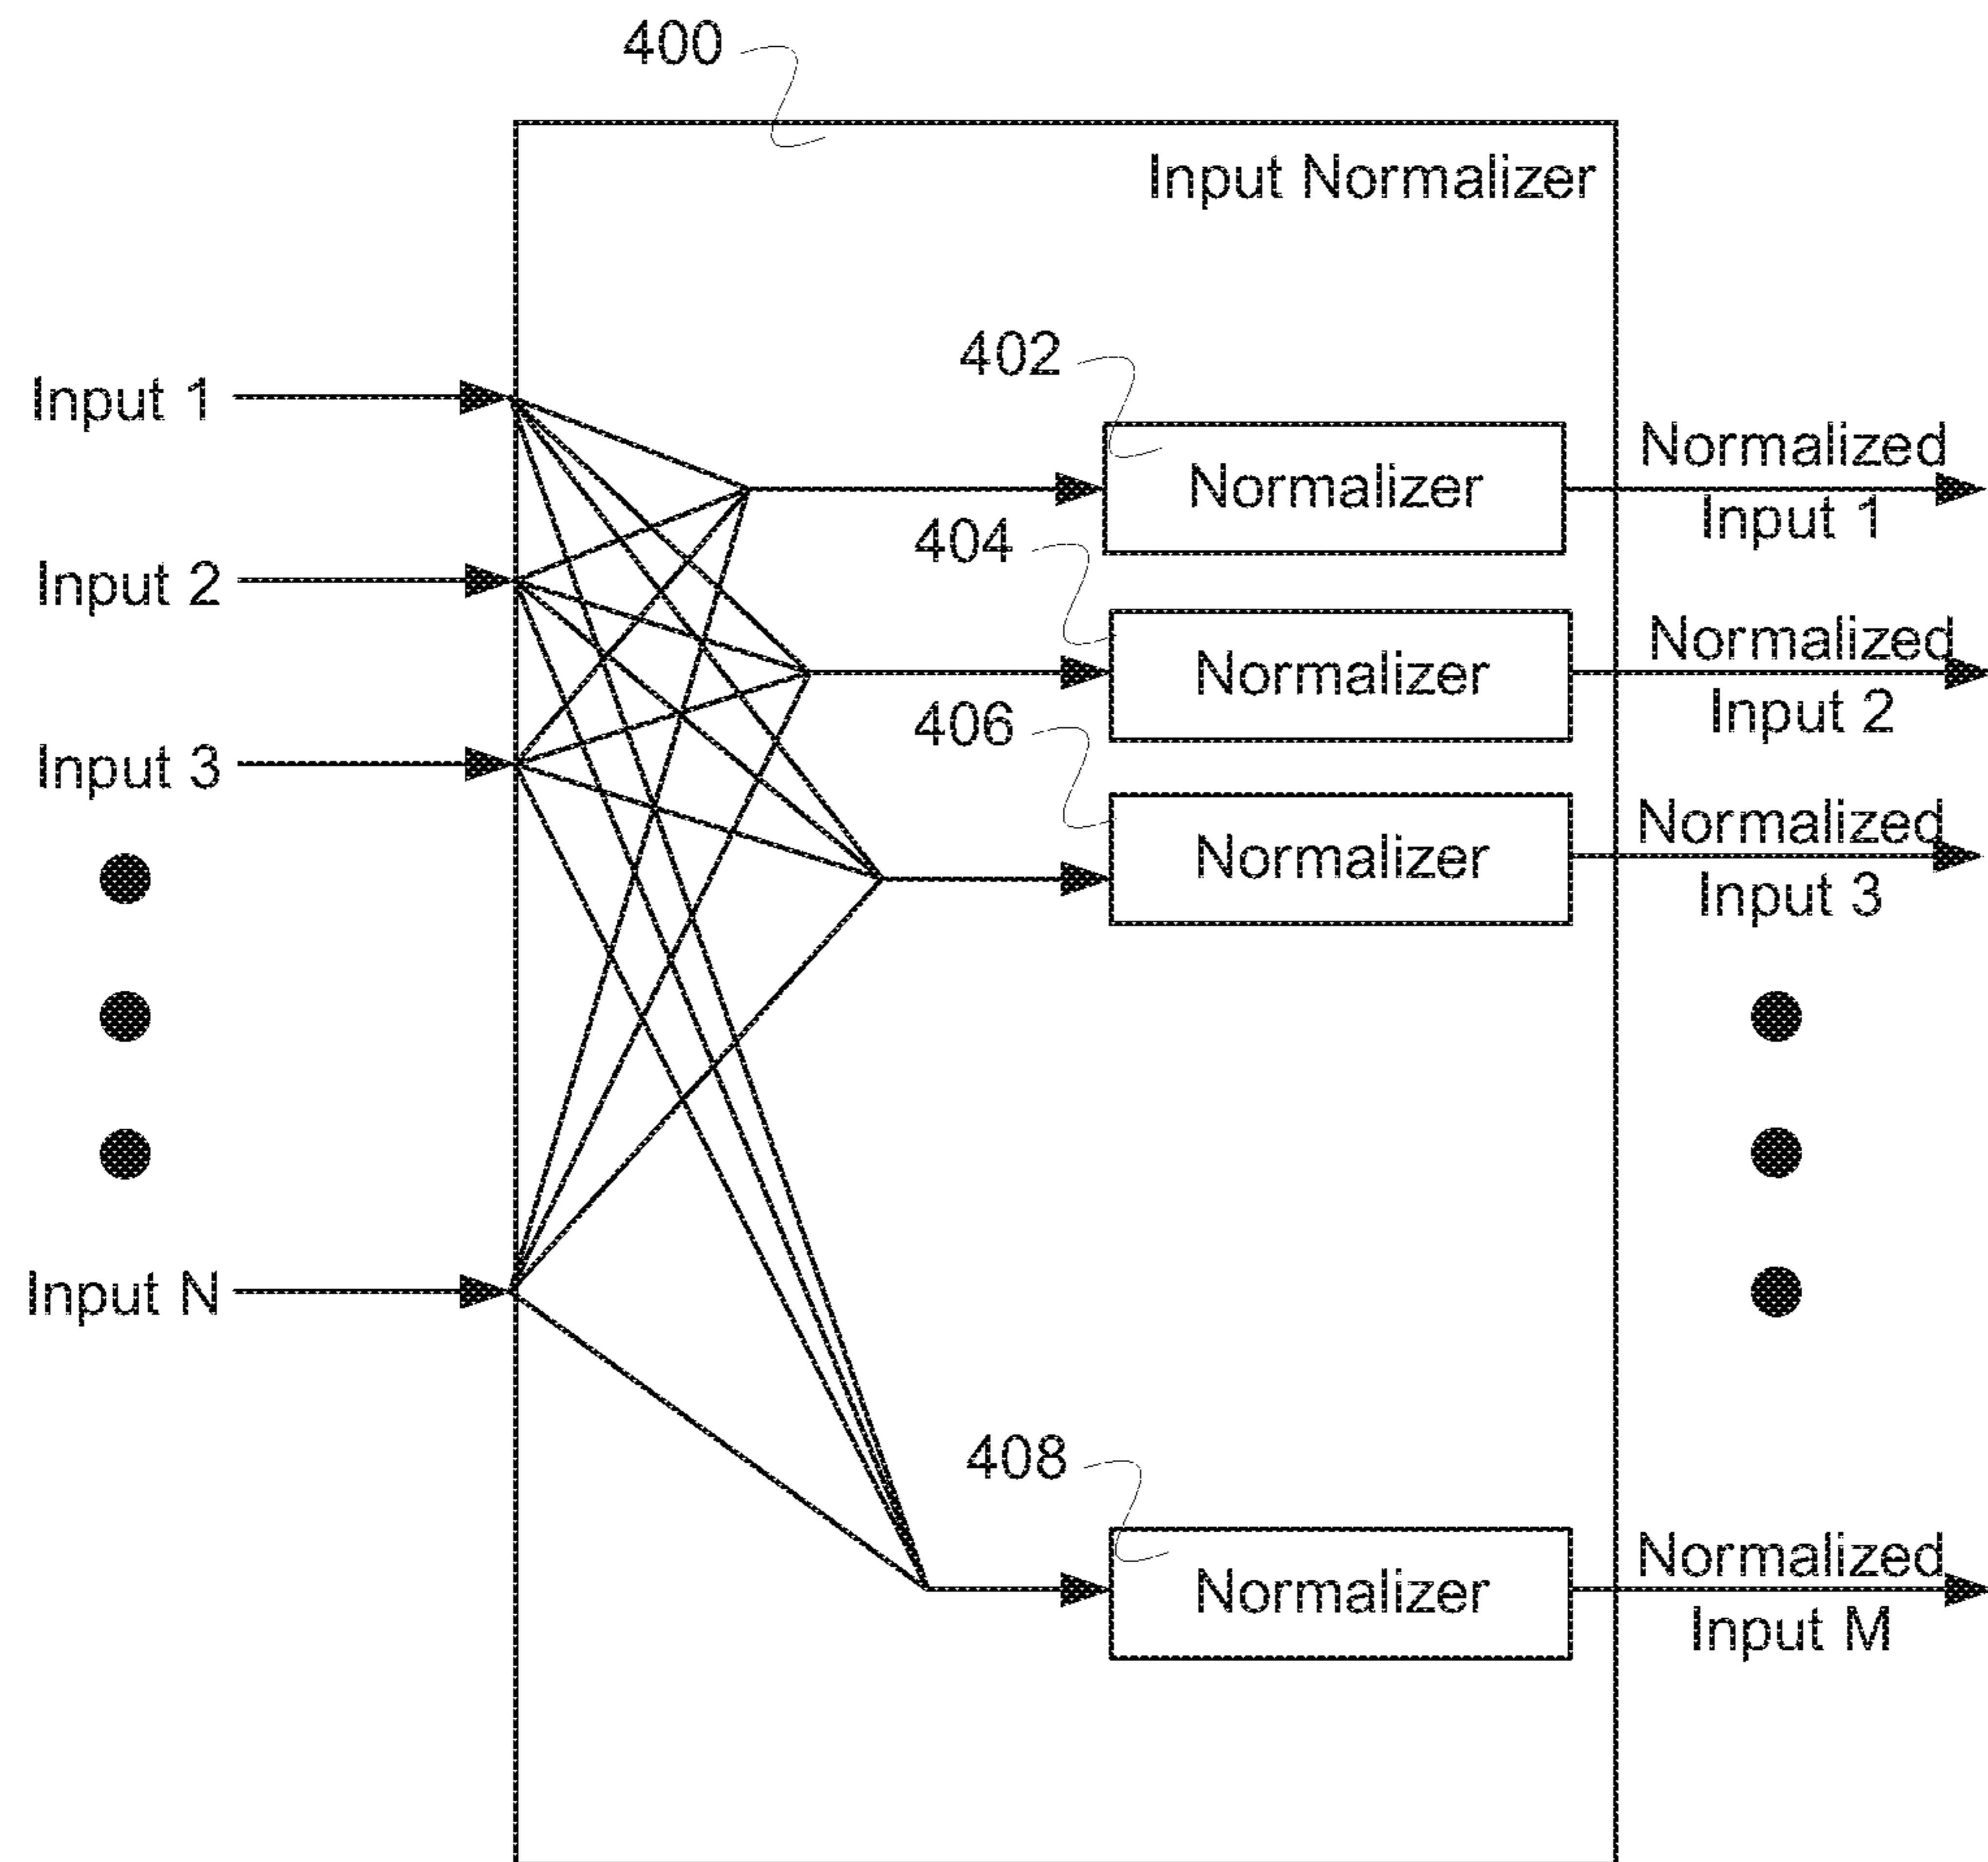 400
Input Normalizer
402
Input 1
Normalizer
Normalized
Input 1
404
Input 2
Normalizer
Normalized
Input 2
406
Input 3
Normalizer
Normalized
Input 3
Input N
408
Normalizer
Normalized
Input M